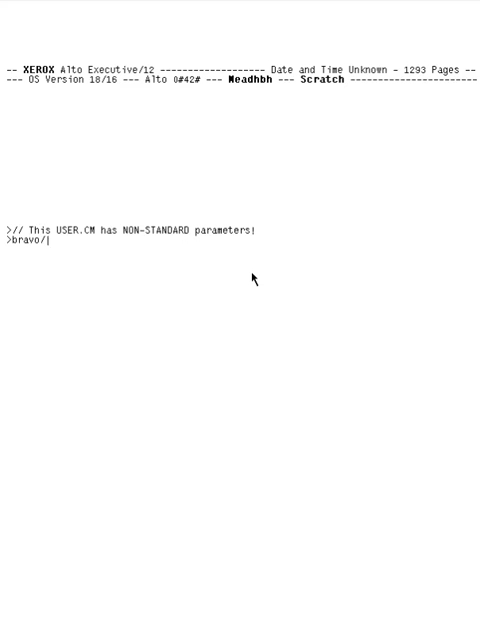 -- XEROX Alto Executive/12 ------------------- Date and Time Unknown - 1293 Pages --
--- OS Version 18/16 --- Alto 0#42# --- Meadhbh --- Scratch -----------------------
>// This USER.CM has NON-STANDARD parameters!
>bravo/